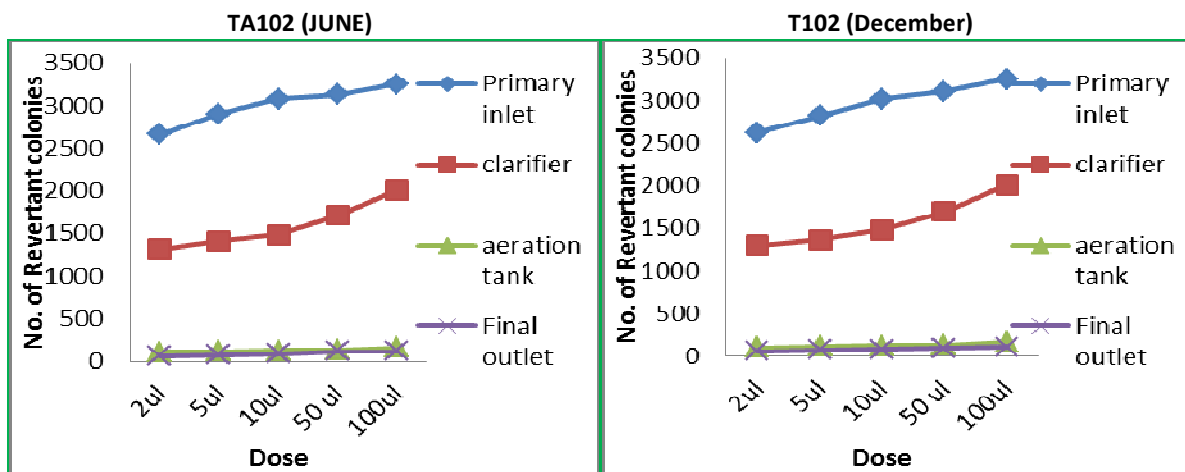 TA102 (JUNE)
No. of Revertant colonies
3500
3000
2500
2000
1500
1000
500
0
2ul
5ul
10ul
50 ul
100ul
Dose
Primary
inlet
clarifier
aeration
tank
Final
outlet
T102 (December)
No. of Revertant colonies
3500
3000
2500
2000
1500
1000
500
0
2ul
5ul
10ul
50 ul
100ul
Dose
Primary
inlet
clarifier
aeration
tank
Final
outlet